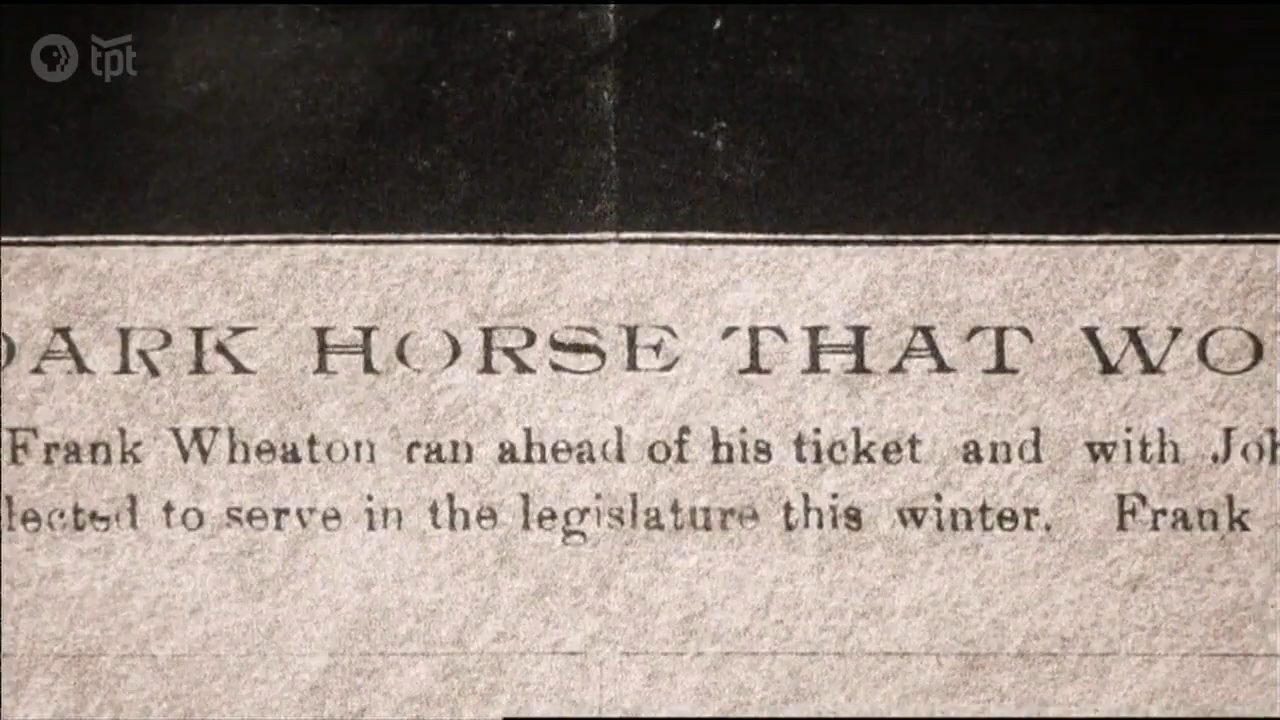 tpt
DARK HORSE THAT WO
Frank Wheaton ran ahead of his ticket and with Joh
lected to serve in the legislature this winter. Frank